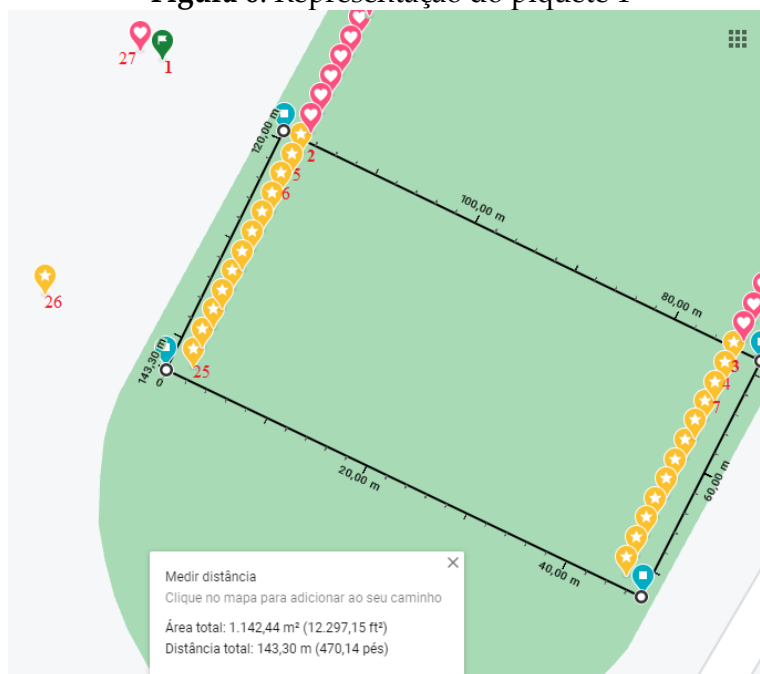 Figura 6: Representação do piquete 1
27
1
120,00 m
2
5
6
100,00 m
26
80,00 m
143,30 m
0
25
3
4
7
20,00 m
60,00 m
40,00 m
Medir distância
Clique no mapa para adicionar ao seu caminho
Área total: 1.142,44 m² (12.297,15 ft²)
Distância total: 143,30 m (470,14 pés)